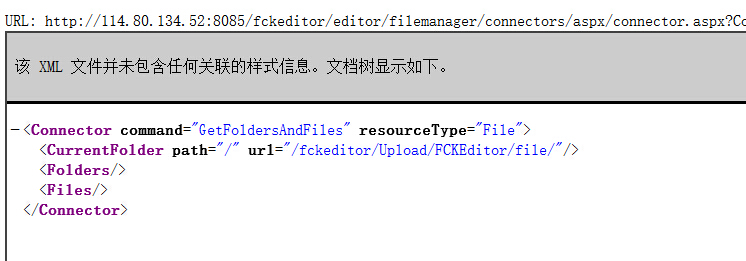 URL: http://114.80.134.52:8085/fckeditor/editor/filemanager/connectors/aspx/connector.aspx?Co
该 XML 文件并未包含任何关联的样式信息。文档树显示如下。
−<Connector command="GetFoldersAndFiles" resourceType="File">
<CurrentFolder path="/" url="/fckeditor/Upload/FCKEditor/file/"/>
<Folders/>
<Files/>
</Connector>